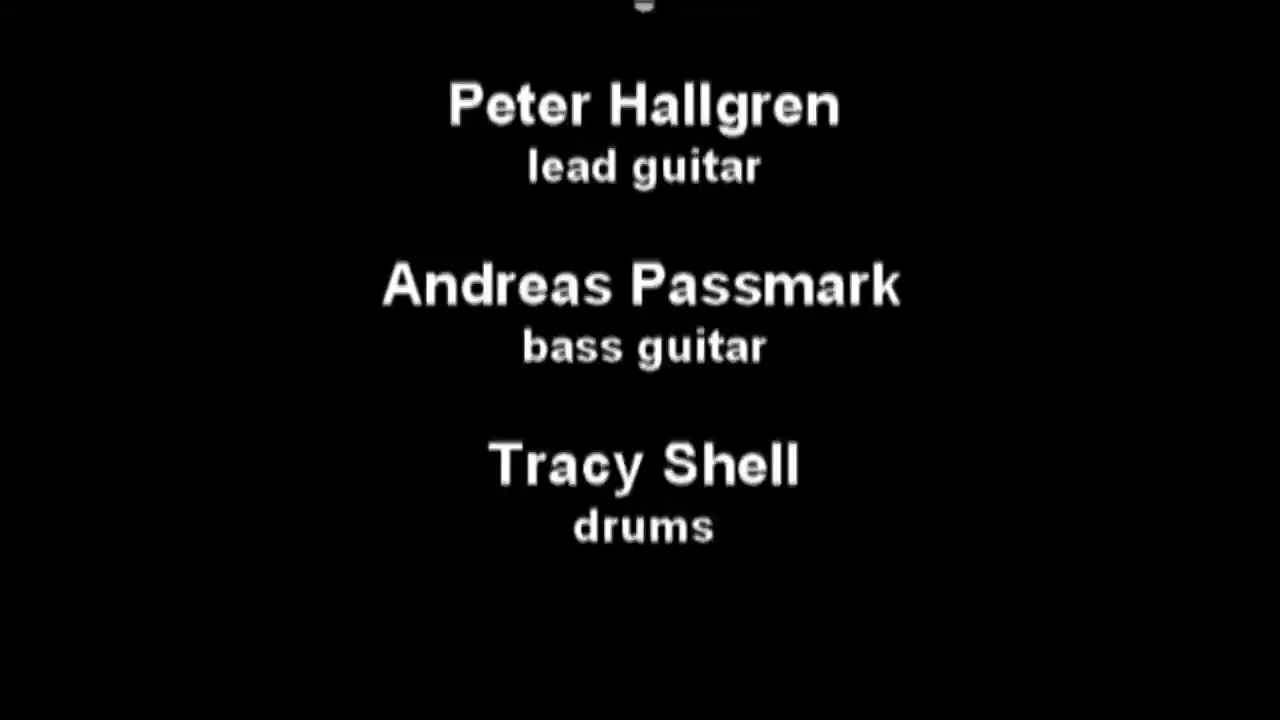 Peter Hallgren
lead guitar
Andreas Passmark
bass guitar
Tracy Shell
drums